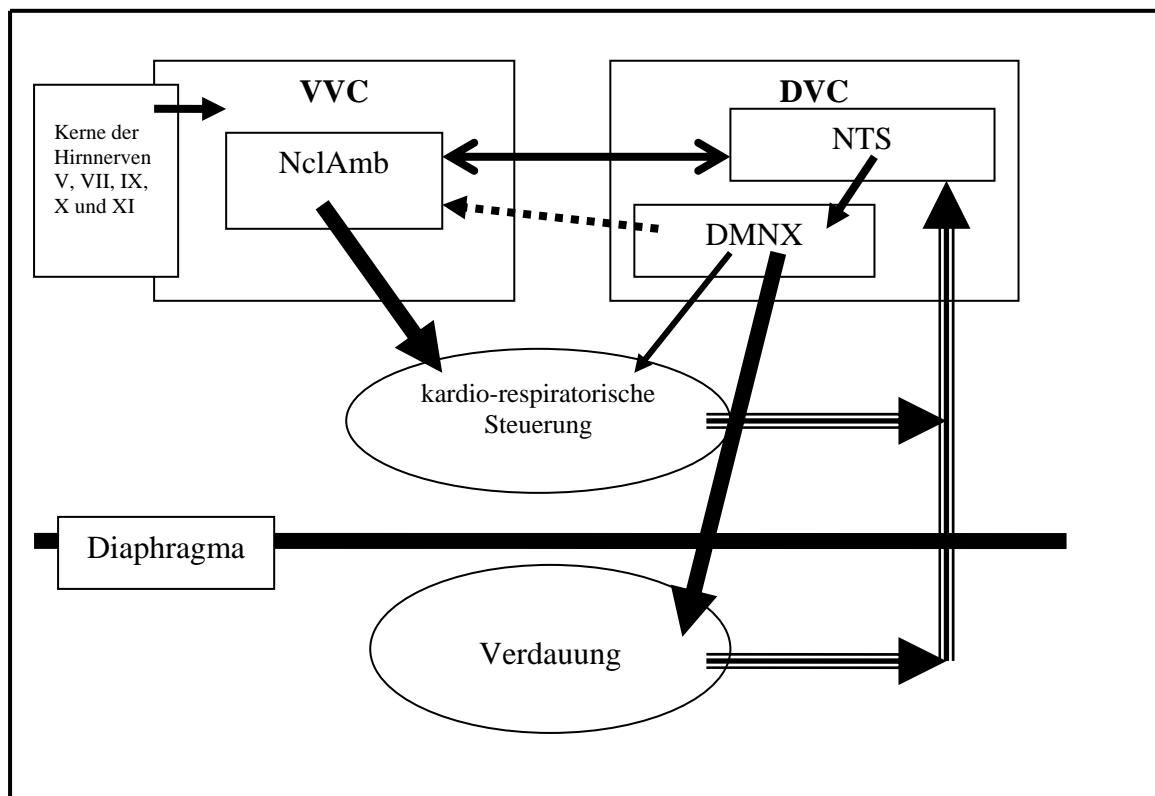 VVC
DVC
Kerne der
Hirnnerven
V, VII, IX,
X und XI
NclAmb
NTS
DMNX
kardio-respiratorische
Steuerung
Diaphragma
Verdauung